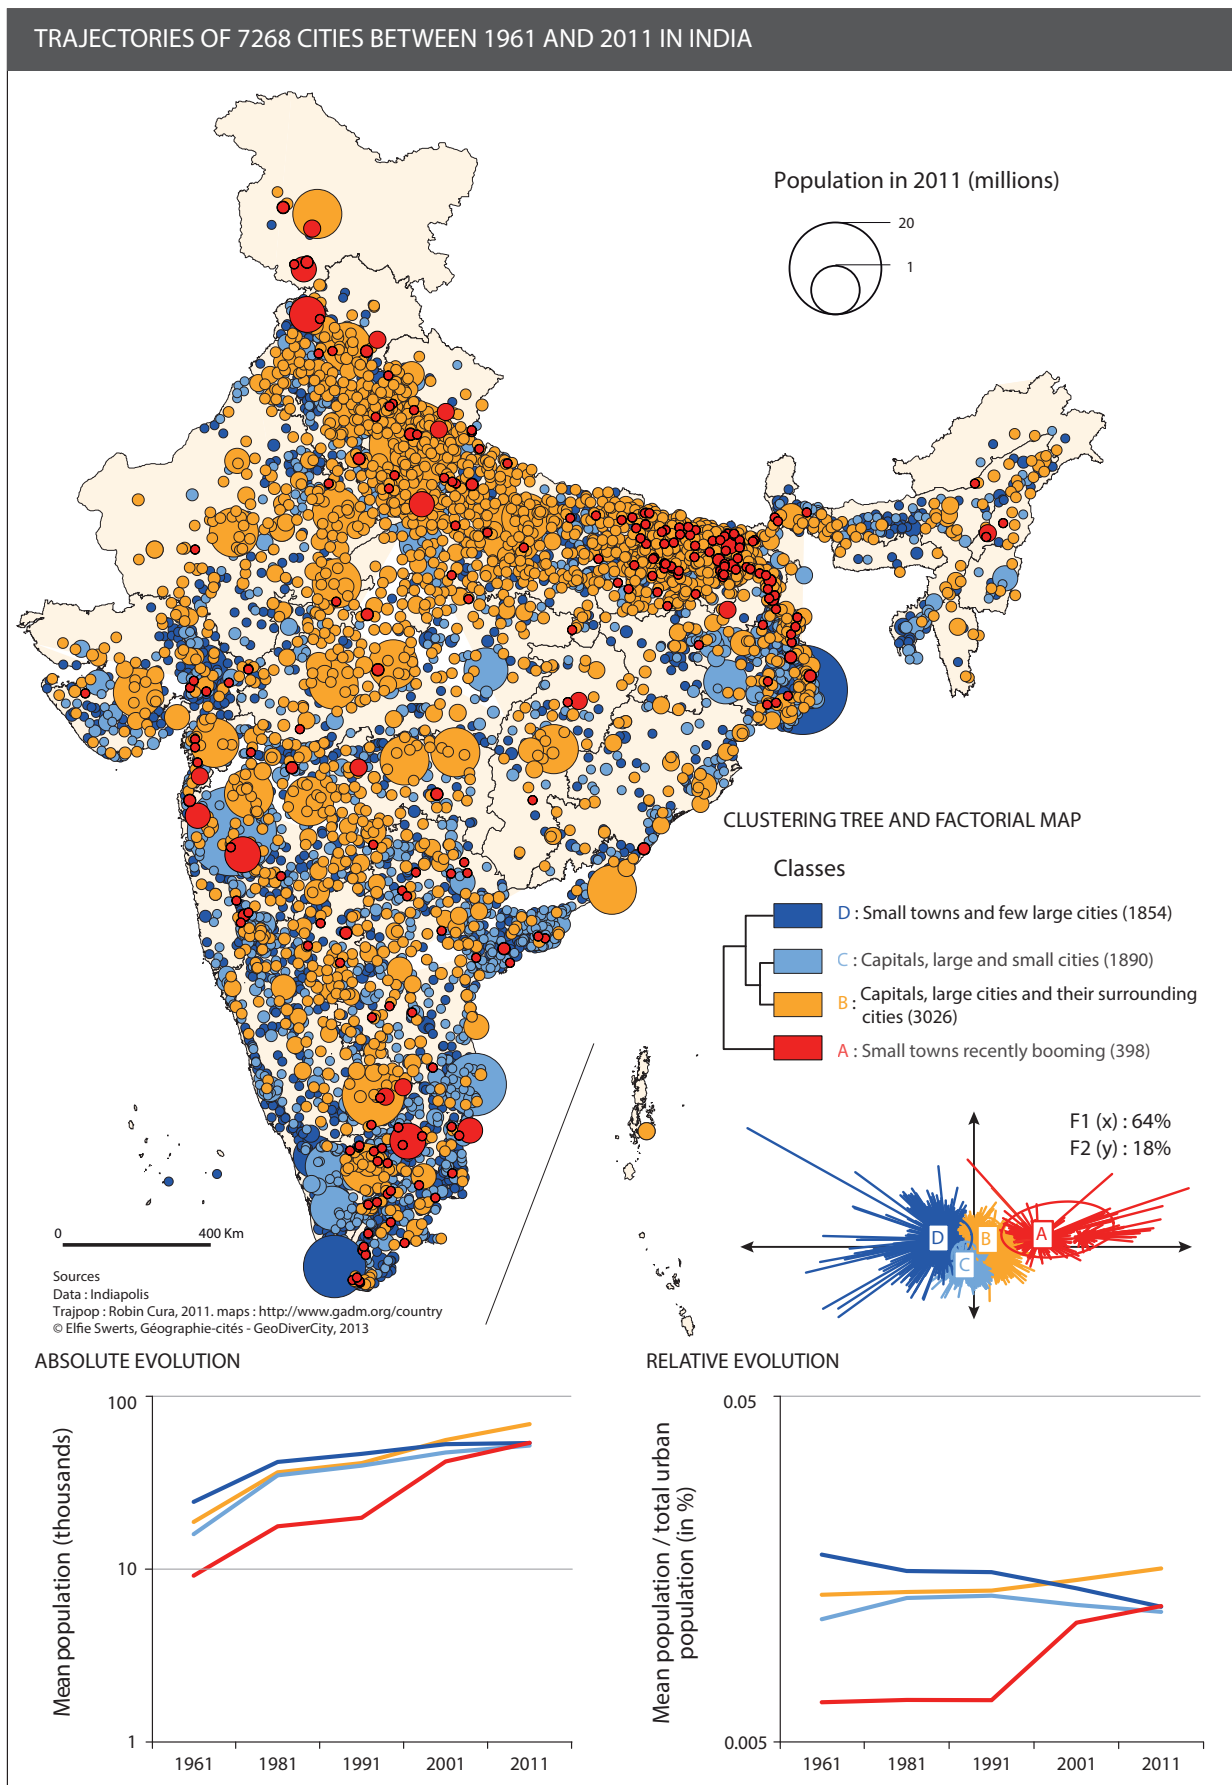 TRAJECTORIES OF 7268 CITIES BETWEEN 1961 AND 2011 IN INDIA
Population in 2011 (millions)
20
1
CLUSTERING TREE AND FACTORIAL MAP
Classes
D : Small towns and few large cities (1854)
C : Capitals, large and small cities (1890)
B : Capitals, large cities and their surrounding
cities (3026)
A : Small towns recently booming (398)
F1 (x) : 64%
F2 (y) : 18%
D
B
A
C
0
400 Km
Sources
Data : Indiapolis
Trajpop : Robin Cura, 2011. maps : http://www.gadm.org/country
© Elfie Swerts, Géographie-cités - GeoDiverCity, 2013
ABSOLUTE EVOLUTION
Mean population (thousands)
100
10
1
1961
1981
1991
2001
2011
RELATIVE EVOLUTION
Mean population / total urban
population (in %)
0.05
0.005
1961
1981
1991
2001
2011